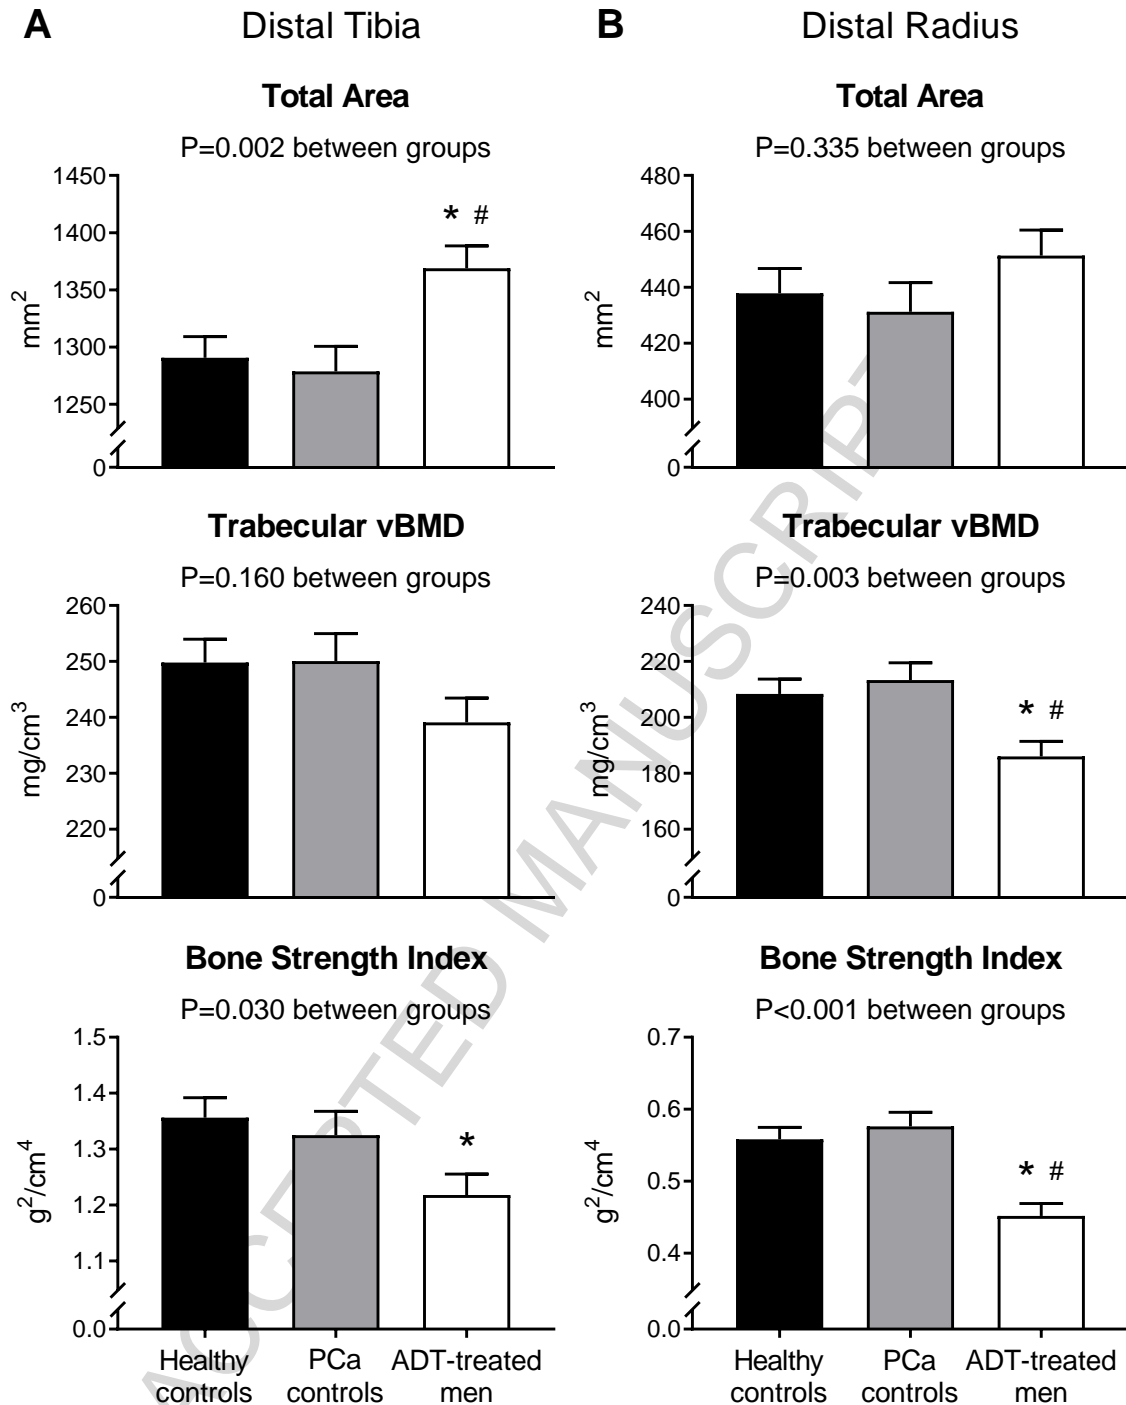 A Distal Tibia
Total Area
P=0.002 between groups
1450
1400
1350
1300
1250
0
mm²
* #
Trabecular vBMD
P=0.160 between groups
260
250
240
230
220
0
mg/cm³
Bone Strength Index
P=0.030 between groups
1.5
1.4
1.3
1.2
1.1
0.0
g²/cm⁴
*
Healthy controls
PCa controls
ADT-treated men
B Distal Radius
Total Area
P=0.335 between groups
480
460
440
420
400
0
mm²
Trabecular vBMD
P=0.003 between groups
240
220
200
180
160
0
mg/cm³
* #
Bone Strength Index
P<0.001 between groups
0.7
0.6
0.5
0.4
0.0
g²/cm⁴
* #
Healthy controls
PCa controls
ADT-treated men
ACCEPTED MANUSCRIPT